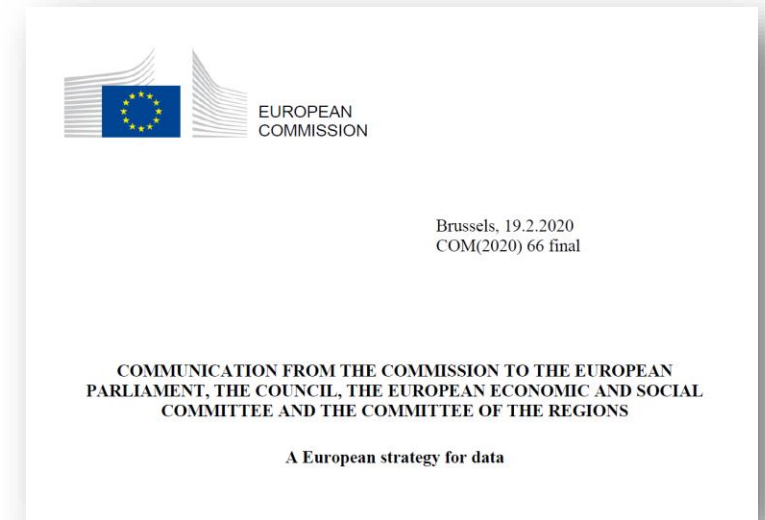 EUROPEAN
COMMISSION
Brussels, 19.2.2020
COM(2020) 66 final
COMMUNICATION FROM THE COMMISSION TO THE EUROPEAN
PARLIAMENT, THE COUNCIL, THE EUROPEAN ECONOMIC AND SOCIAL
COMMITTEE AND THE COMMITTEE OF THE REGIONS
A European strategy for data